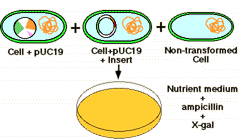 + +
Cell + pUC19 Cell+pUC19 Non-transformed
+ Insert Cell
Nutrient medium
+
ampicillin
+
X-gal